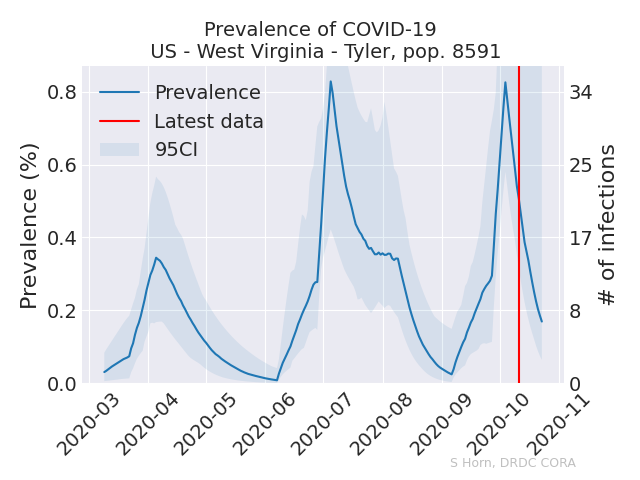 Prevalence of COVID-19
US - West Virginia - Tyler, pop. 8591
Prevalence
Latest data
95CI
Prevalence (%)
0.8
0.6
0.4
0.2
0.0
# of infections
34
25
17
8
0
2020-03
2020-04
2020-05
2020-06
2020-07
2020-08
2020-09
2020-10
2020-11
S Horn, DRDC CORA